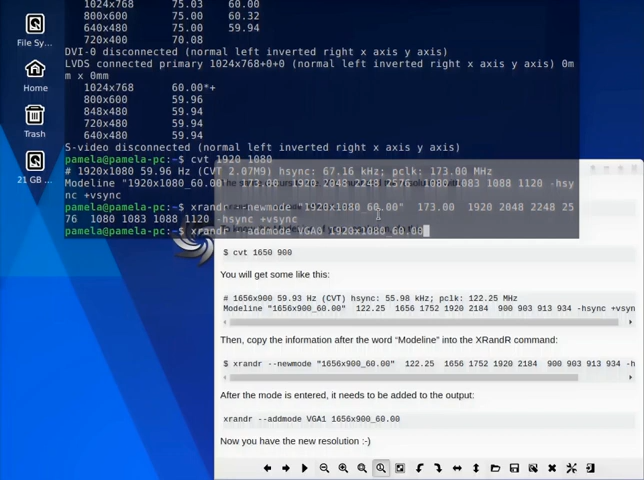 1024x768 75.03 60.00
800x600 75.00 60.32
640x480 75.00 59.94
720x400 70.08
DVI-0 disconnected (normal left inverted right x axis y axis)
LVDS connected primary 1024x768+0+0 (normal left inverted right x axis y axis) 0m
m x 0mm
1024x768 60.00*+
800x600 59.96
848x480 59.94
720x480 59.94
640x480 59.94
S-video disconnected (normal left inverted right x axis y axis)
pamela@pamela-pc:~$ cvt 1920 1080
# 1920x1080 59.96 Hz (CVT 2.07M9) hsync: 67.16 kHz; pclk: 173.00 MHz
Modeline "1920x1080_60.00" 173.00 1920 2048 2248 2576 1080 1083 1088 1120 -hsy
nc +vsync
pamela@pamela-pc:~$ xrandr --newmode "1920x1080_60.00" 173.00 1920 2048 2248 25
76 1080 1083 1088 1120 -hsync +vsync
pamela@pamela-pc:~$ xrandr --addmode VGA0 1920x1080_60.00
File Sy...
Home
Trash
21 GB ...
$ cvt 1650 900
You will get some like this:
# 1656x900 59.93 Hz (CVT) hsync: 55.98 kHz; pclk: 122.25 MHz
Modeline "1656x900_60.00" 122.25 1656 1752 1920 2184 900 903 913 934 -hsync +vsyn
Then, copy the information after the word “Modeline” into the XRandR command:
$ xrandr --newmode "1656x900_60.00" 122.25 1656 1752 1920 2184 900 903 913 934 -h
After the mode is entered, it needs to be added to the output:
xrandr --addmode VGA1 1656x900_60.00
Now you have the new resolution :-)